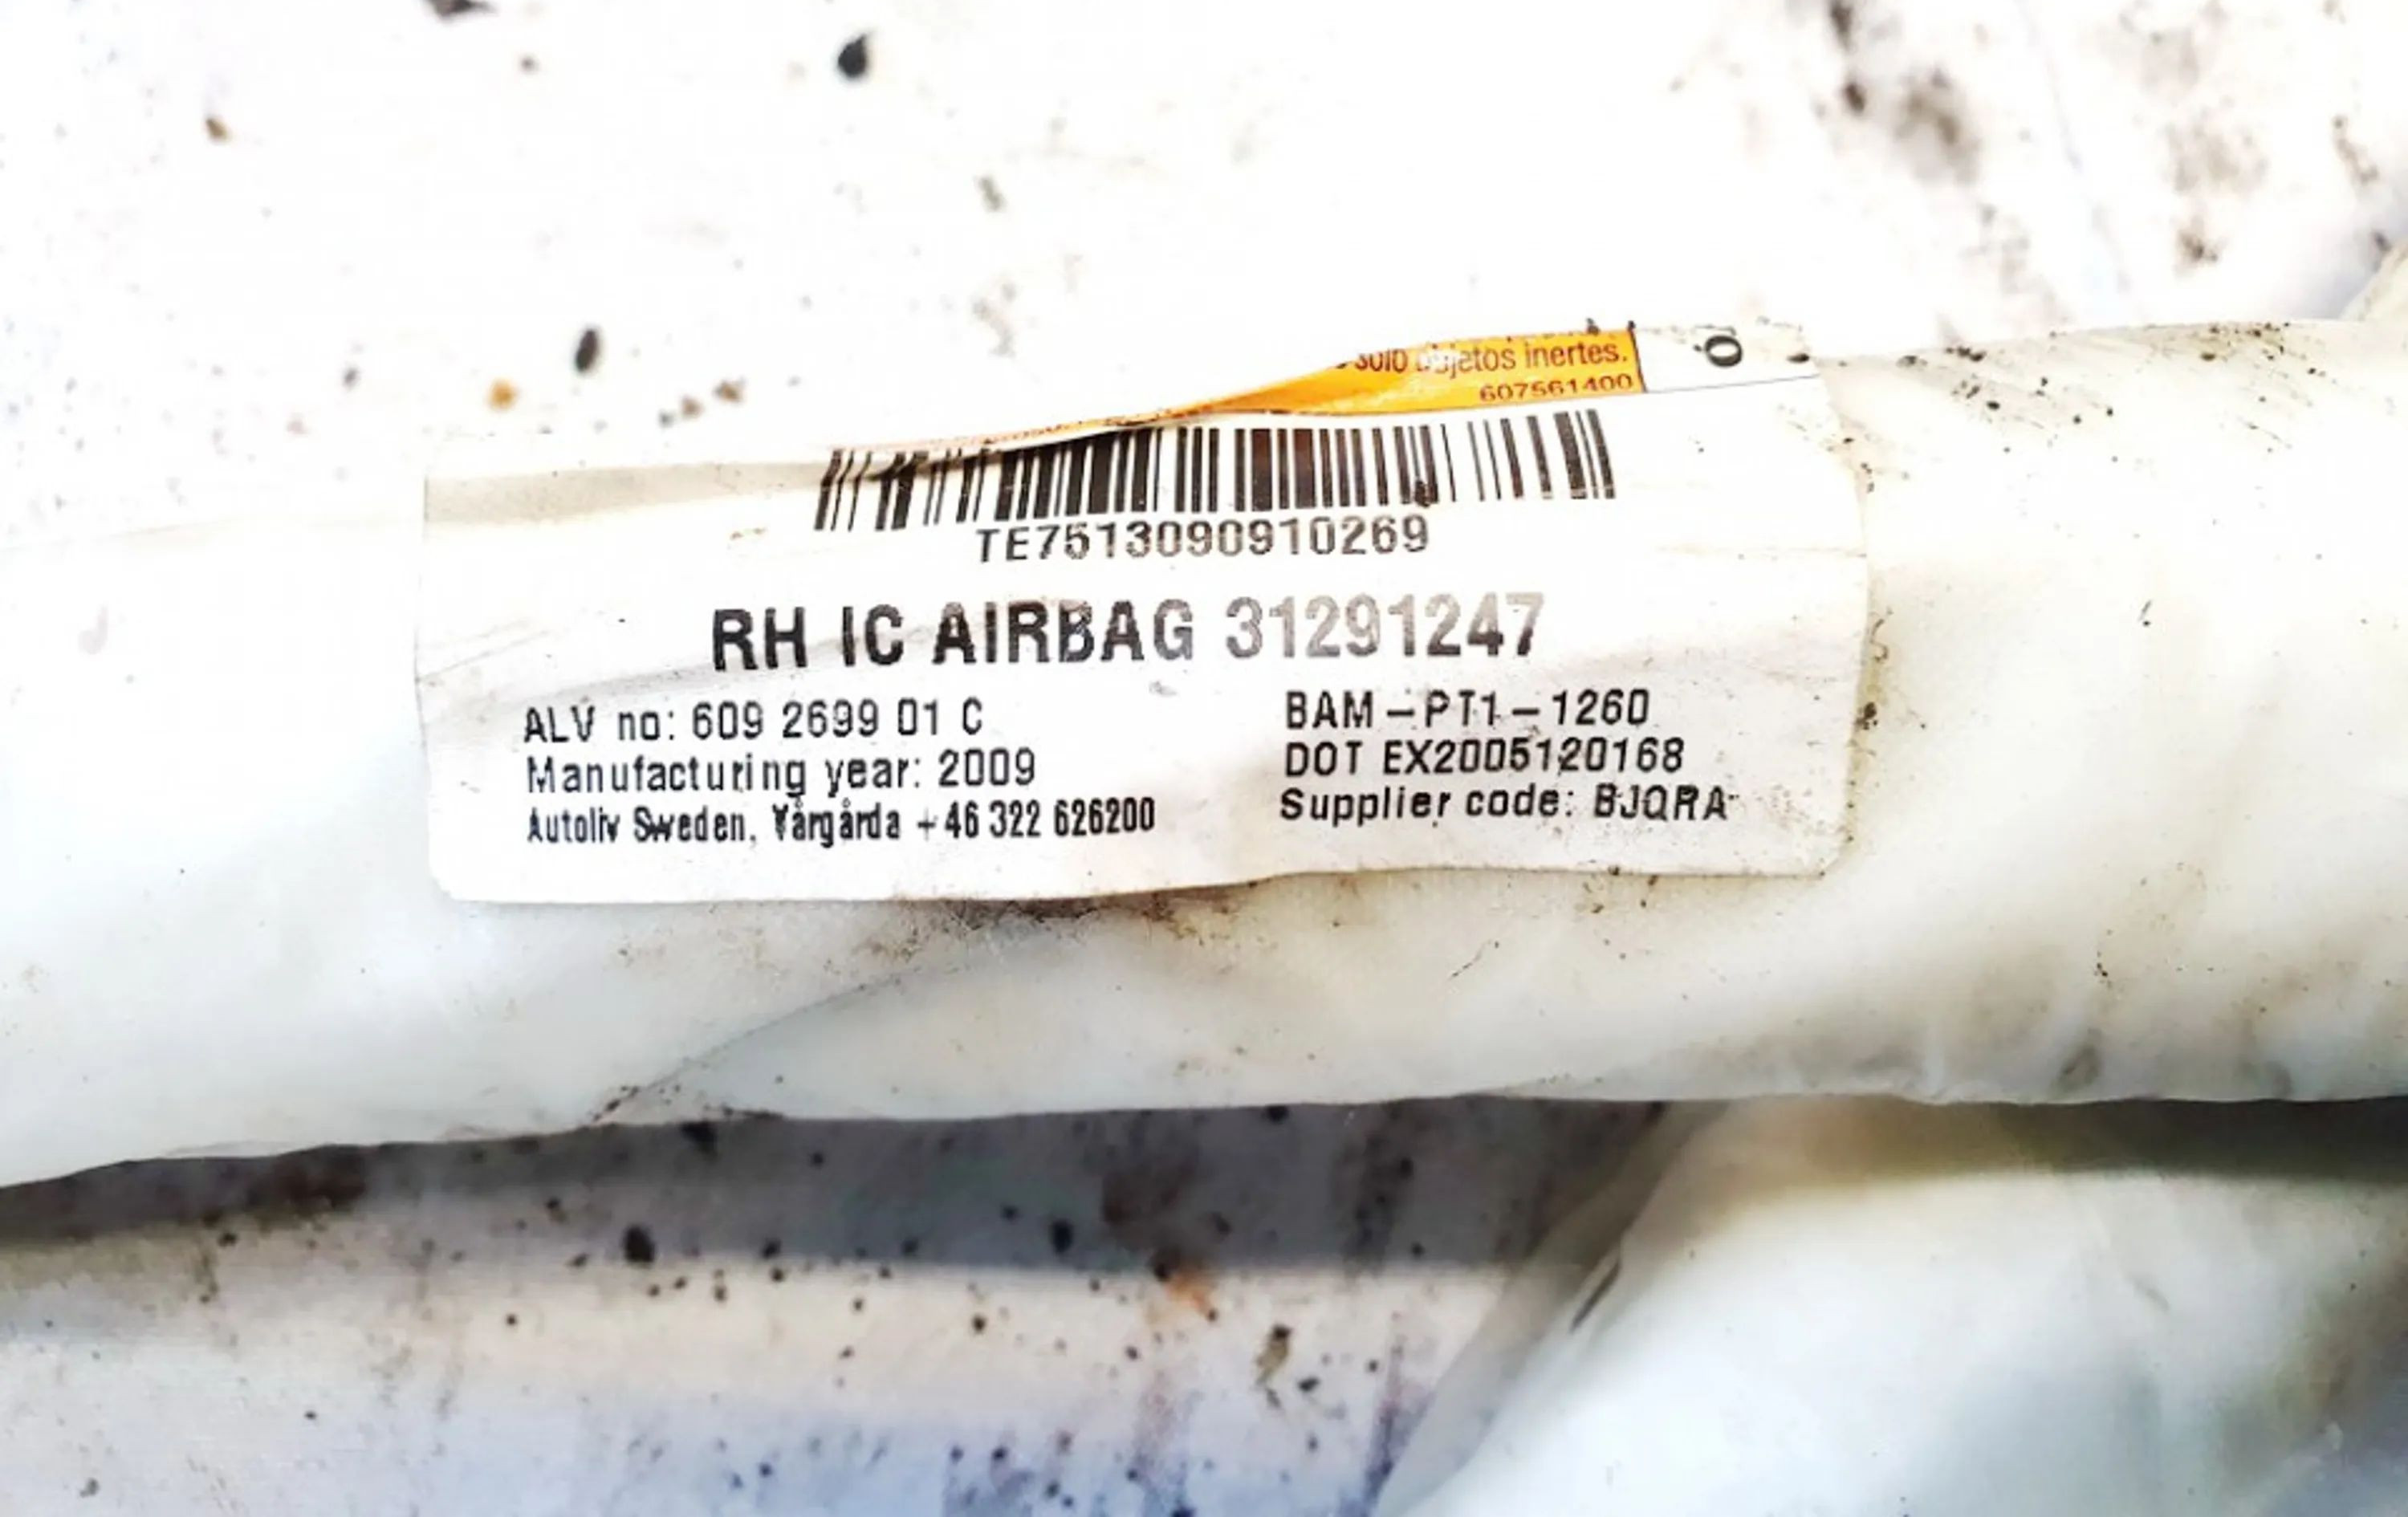 solo objetos inertes.
607561400
TE7513090910269
RH IC AIRBAG 31291247
ALV no: 609 2699 01 C
BAM-PT1-1260
Manufacturing year: 2009
DOT EX2005120168
Autoliv Sweden, Vårgårda +46 322 626200
Supplier code: BJQRA